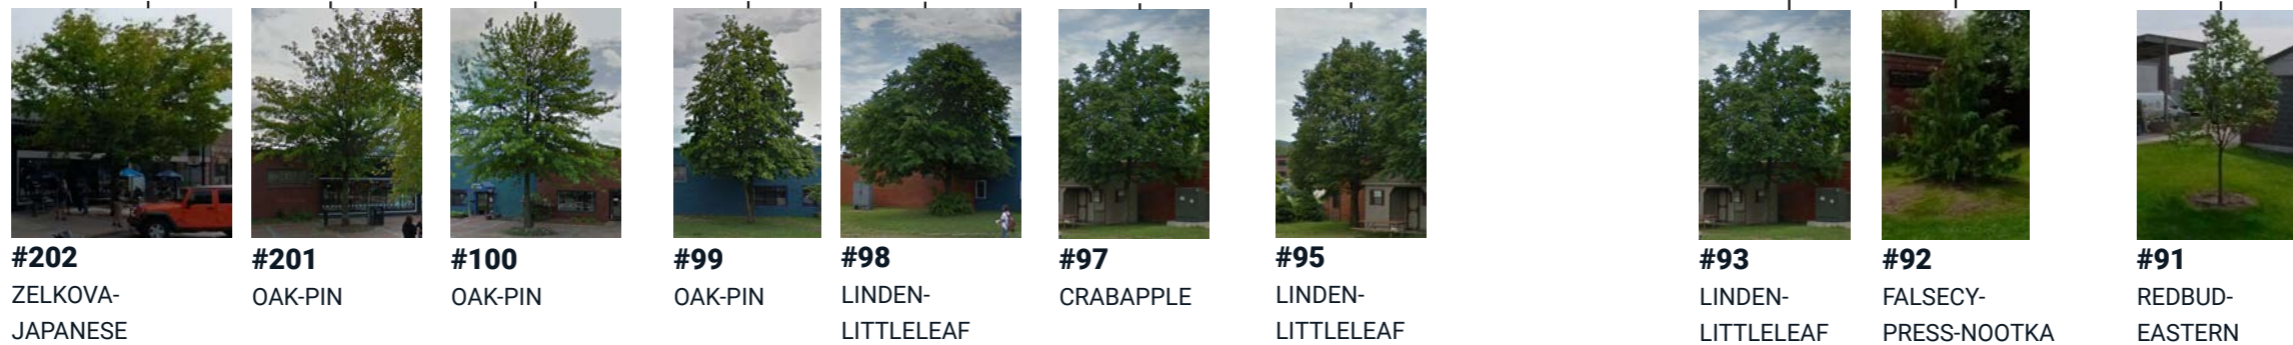 #202
ZELKOVA-
JAPANESE
#201
OAK-PIN
#100
OAK-PIN
#99
OAK-PIN
#98
LINDEN-
LITTLELEAF
#97
CRABAPPLE
#95
LINDEN-
LITTLELEAF
#93
LINDEN-
LITTLELEAF
#92
FALSECY-
PRESS-NOOTKA
#91
REDBUD-
EASTERN